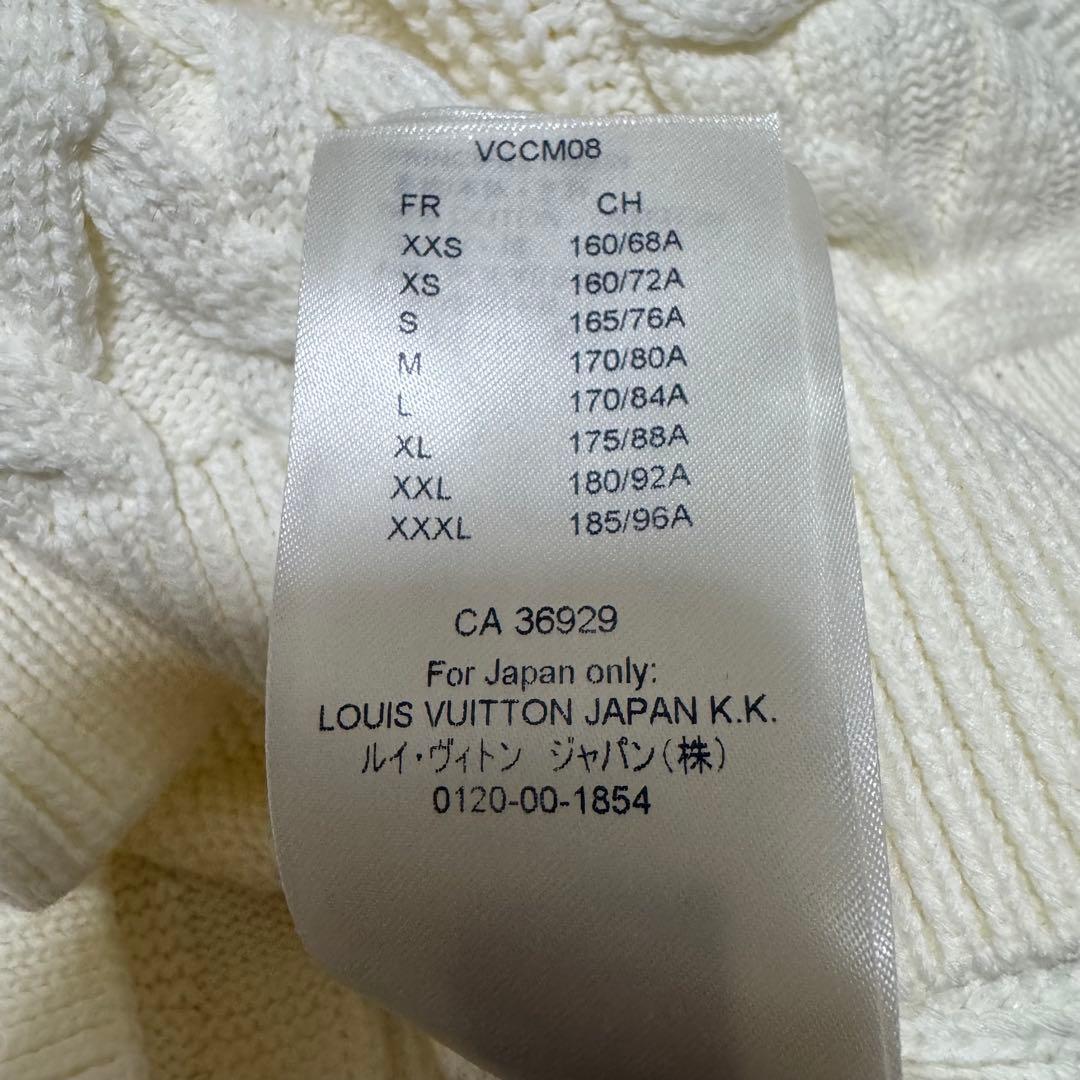 VCCM08
FR CH
XXS 160/68A
XS 160/72A
S 165/76A
M 170/80A
L 170/84A
XL 175/88A
XXL 180/92A
XXXL 185/96A
CA 36929
For Japan only:
LOUIS VUITTON JAPAN K.K.
ルイ・ヴィトン ジャパン(株)
0120-00-1854